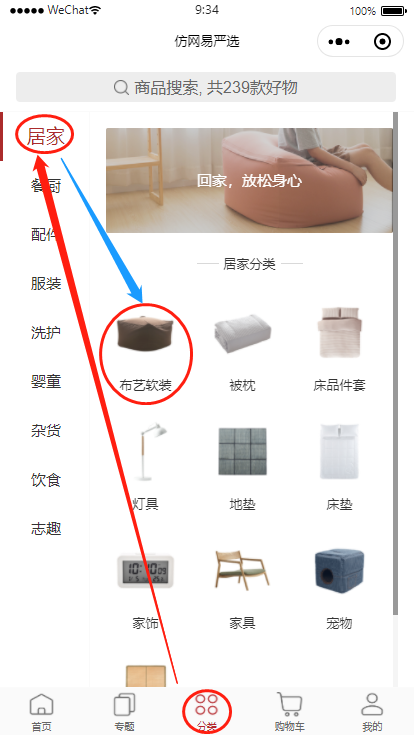 ●●●●● WeChat 9:34 100%
仿网易严选
商品搜索, 共239款好物
居家
餐厨
配件
服装
洗护
婴童
杂货
饮食
志趣
回家，放松身心
居家分类
布艺软装 被枕 床品件套
灯具 地垫 床垫
10:09
家饰 家具 宠物
首页 专题 分类 购物车 我的